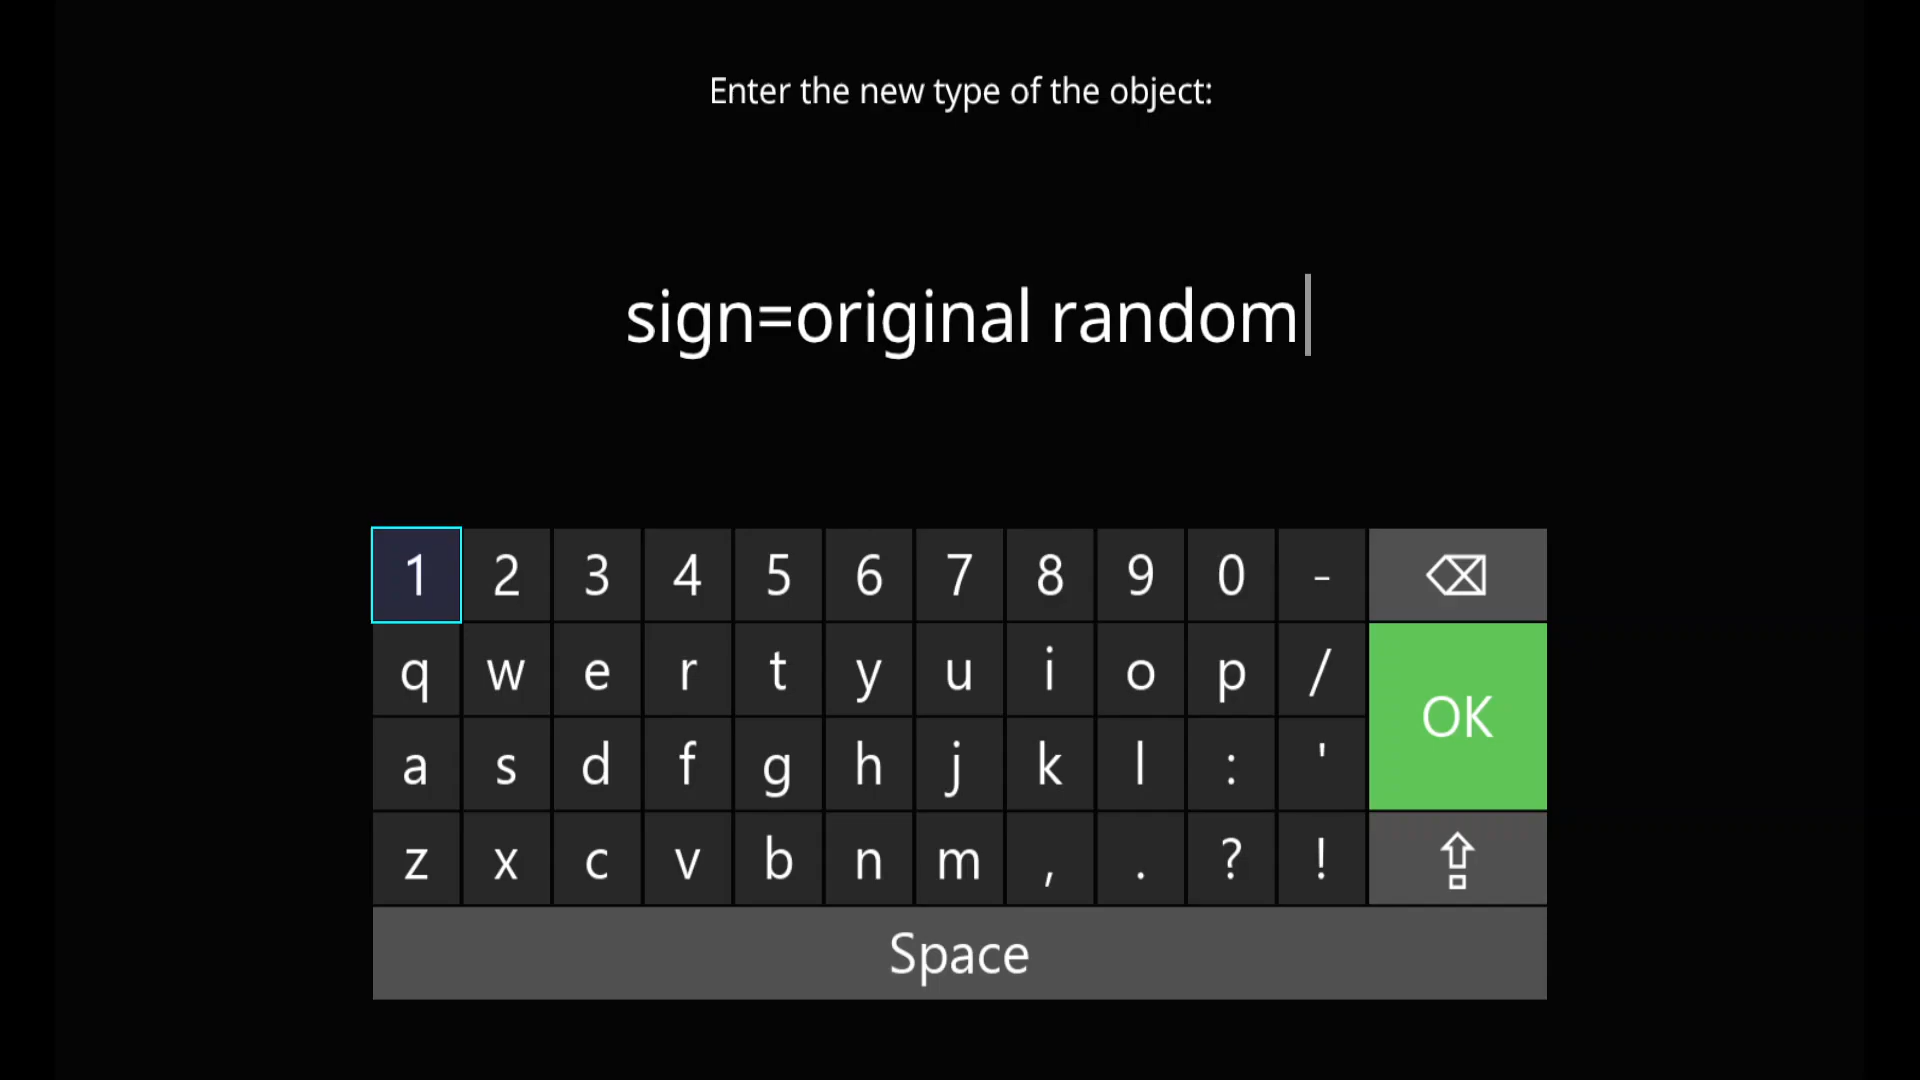 Enter the new type of the object:
sign=original random
1 2 3 4 5 6 7 8 9 0 - ⌫
q w e r t y u i o p /
OK
a s d f g h j k l : '
z x c v b n m , . ? !
Space